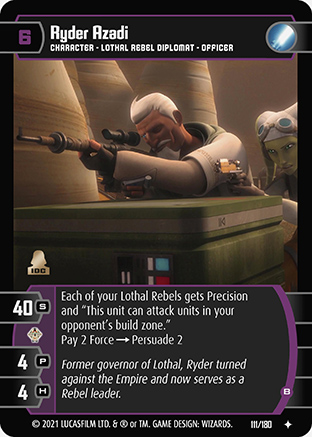 6
Ryder Azadi
CHARACTER • LOTHAL REBEL DIPLOMAT • OFFICER
IDC
40 S
Each of your Lothal Rebels gets Precision
and “This unit can attack units in your
opponent's build zone.”
Pay 2 Force → Persuade 2
4 P
Former governor of Lothal, Ryder turned
against the Empire and now serves as a
Rebel leader.
4 H
© 2021 LUCASFILM LTD. & ® OR TM. GAME DESIGN: WIZARDS. 111/180